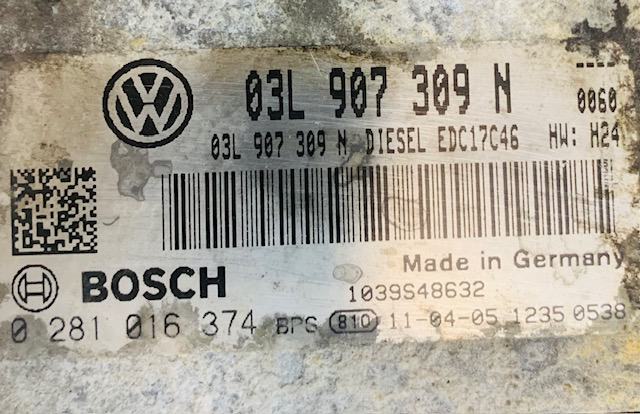 VW 03L 907 309 N ----
0060
03L 907 309 N DIESEL EDC17C46 HW: H24
Made in Germany
BOSCH 1039S48632
0 281 016 374 BPS 810 11-04-05 1235 0538